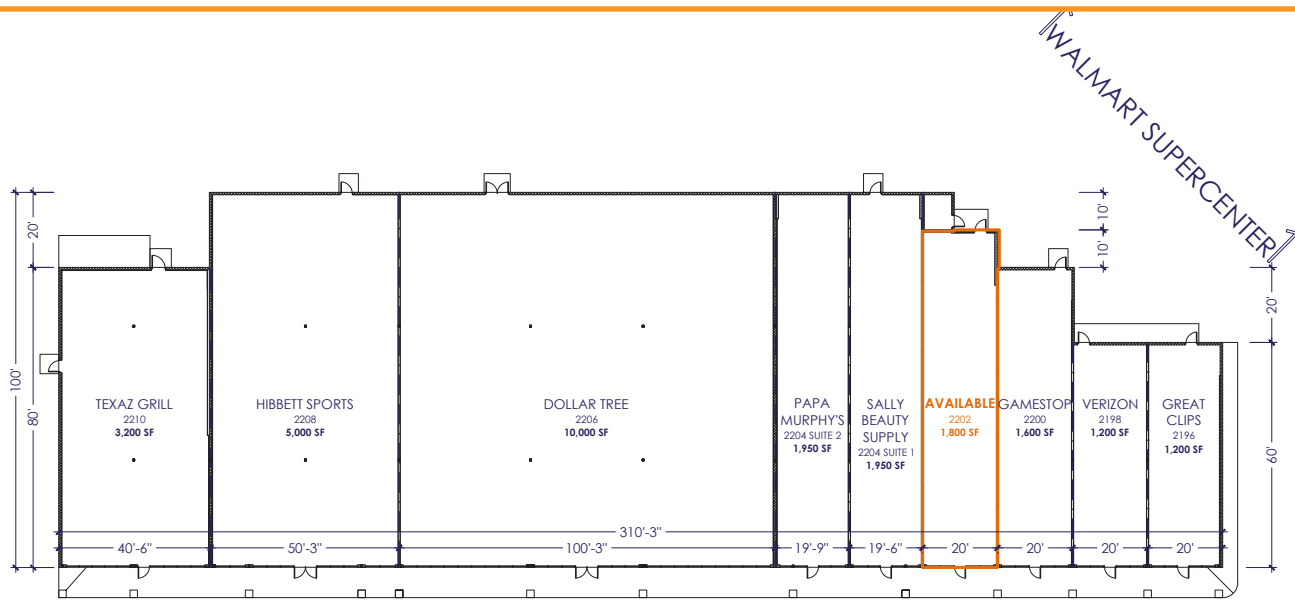 WALMART SUPERCENTER
20'
10'
10'
100'
80'
20'
60'
TEXAZ GRILL
2210
3,200 SF
HIBBETT SPORTS
2208
5,000 SF
DOLLAR TREE
2206
10,000 SF
PAPA
MURPHY'S
2204 SUITE 2
1,950 SF
SALLY
BEAUTY
SUPPLY
2204 SUITE 1
1,950 SF
AVAILABLE
2202
1,800 SF
GAMESTOP
2200
1,600 SF
VERIZON
2198
1,200 SF
GREAT
CLIPS
2196
1,200 SF
310'-3"
40'-6"
50'-3"
100'-3"
19'-9"
19'-6"
20'
20'
20'
20'